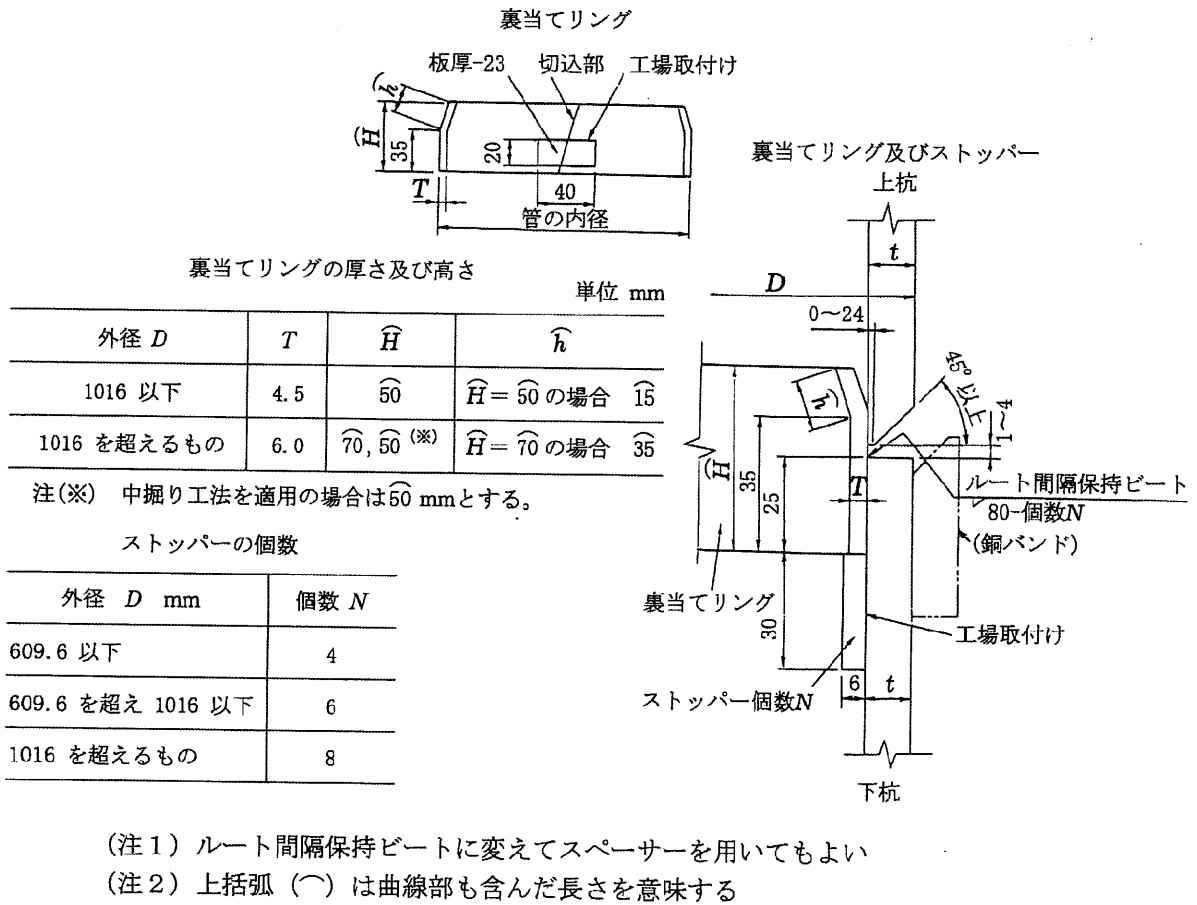 裏当てリング
板厚-23 切込部 工場取付け
h
H
35
20
T
40
管の内径
裏当てリングの厚さ及び高さ
単位 mm
外径 D T H h
1016 以下 4.5 50 H=50の場合 15
1016 を超えるもの 6.0 70, 50 (※) H=70の場合 35
注(※) 中掘り工法を適用の場合は50 mmとする。
ストッパーの個数
外径 D mm 個数 N
609.6 以下 4
609.6 を超え 1016 以下 6
1016 を超えるもの 8
裏当てリング及びストッパー
上杭
t
D
0〜24
45° 以上
1〜4
h
H
35
25
T
ルート間隔保持ビート
80-個数N
(銅バンド)
裏当てリング
30
工場取付け
6
t
ストッパー個数N
下杭
(注1) ルート間隔保持ビートに変えてスペーサーを用いてもよい
(注2) 上括弧 (⌒) は曲線部も含んだ長さを意味する